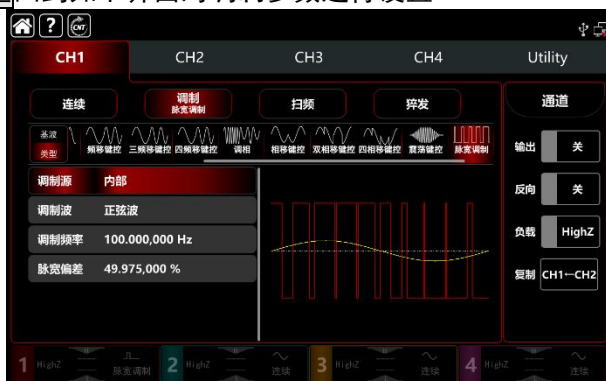 CNT
CH1 CH2 CH3 CH4 Utility
连续 调制 扫频 猝发 通道
脉宽调制
基波
类型
频移键控 三频移键控 四频移键控 调相 相移键控 双相移键控 四相移键控 震荡键控 脉宽调制
输出 关
调制源 内部
反向 关
调制波 正弦波
负载 HighZ
调制频率 100.000,000 Hz
脉宽偏差 49.975,000 %
复制 CH1←CH2
1 HighZ 脉宽调制 2 HighZ 连续 3 HighZ 连续 4 HighZ 连续